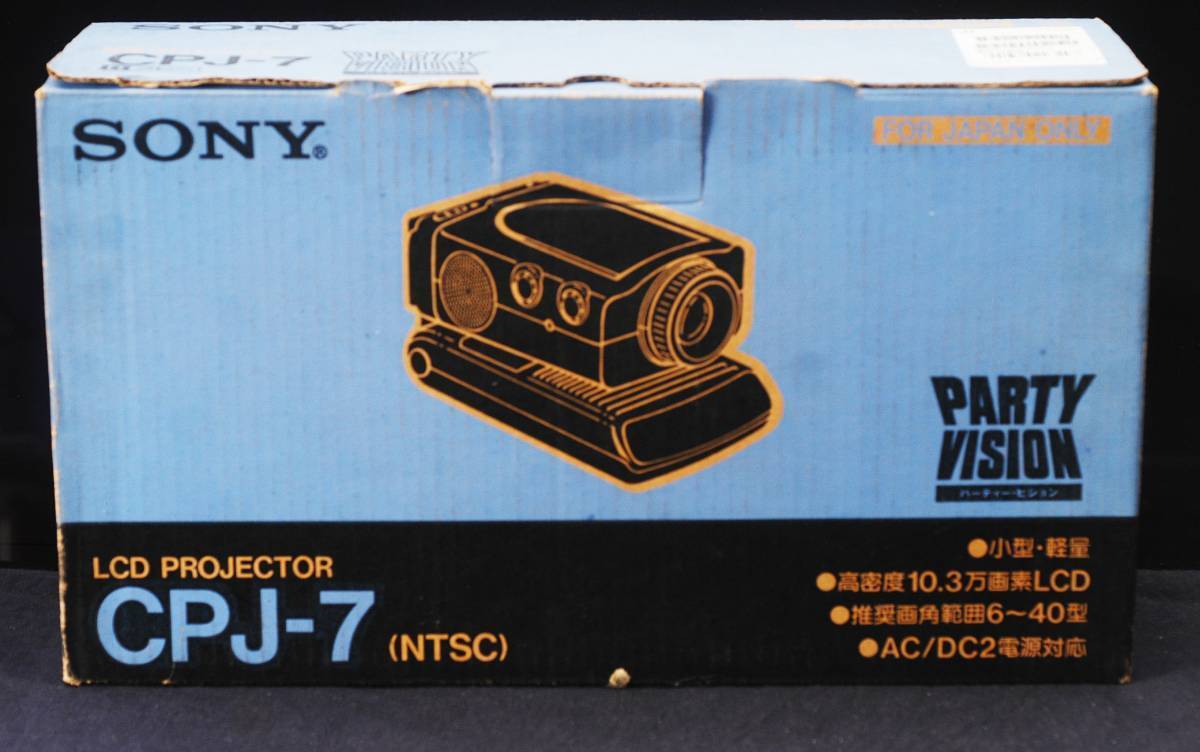 SONY
CPJ-7
PARTY
VISION
SONY®
FOR JAPAN ONLY
PARTY
VISION
パーティービジョン
LCD PROJECTOR
CPJ-7 (NTSC)
●小型・軽量
●高密度10.3万画素LCD
●推奨画角範囲6〜40型
●AC/DC2電源対応